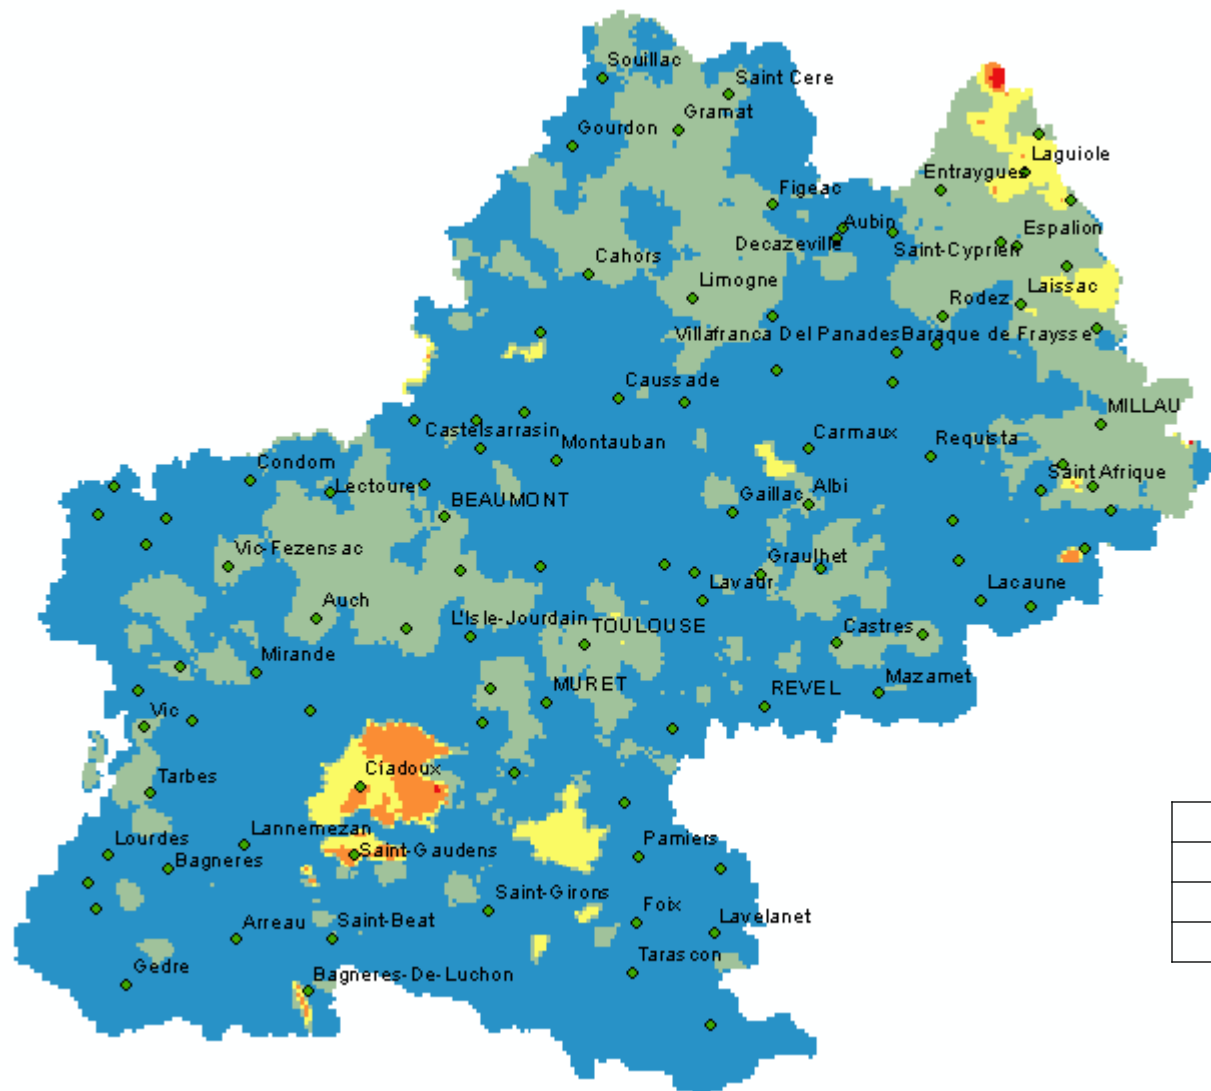 Souillac
Saint Cere
Gramat
Gourdon
Laguiole
Entraygues
Figeac
Aubin
Decazeville
Saint-Cyprien
Espalion
Cahors
Limogne
Laissac
Rodez
Villafranca Del Panades
Baraque de Fraysse
Caussade
MILLAU
Castelsarrasin
Montauban
Carmaux
Requista
Condom
Lectoure
Saint Afrique
BEAUMONT
Gaillac
Albi
Vic-Fezensac
Graulhet
Lavaur
Lacaune
Auch
L'Isle-Jourdain
TOULOUSE
Castres
Mirande
MURET
REVEL
Mazamet
Vic
Ciadoux
Tarbes
Lannemezan
Lourdes
Bagneres
Saint-Gaudens
Pamiers
Saint-Girons
Foix
Arreau
Saint-Beat
Lavelanet
Gedre
Bagneres-De-Luchon
Tarascon